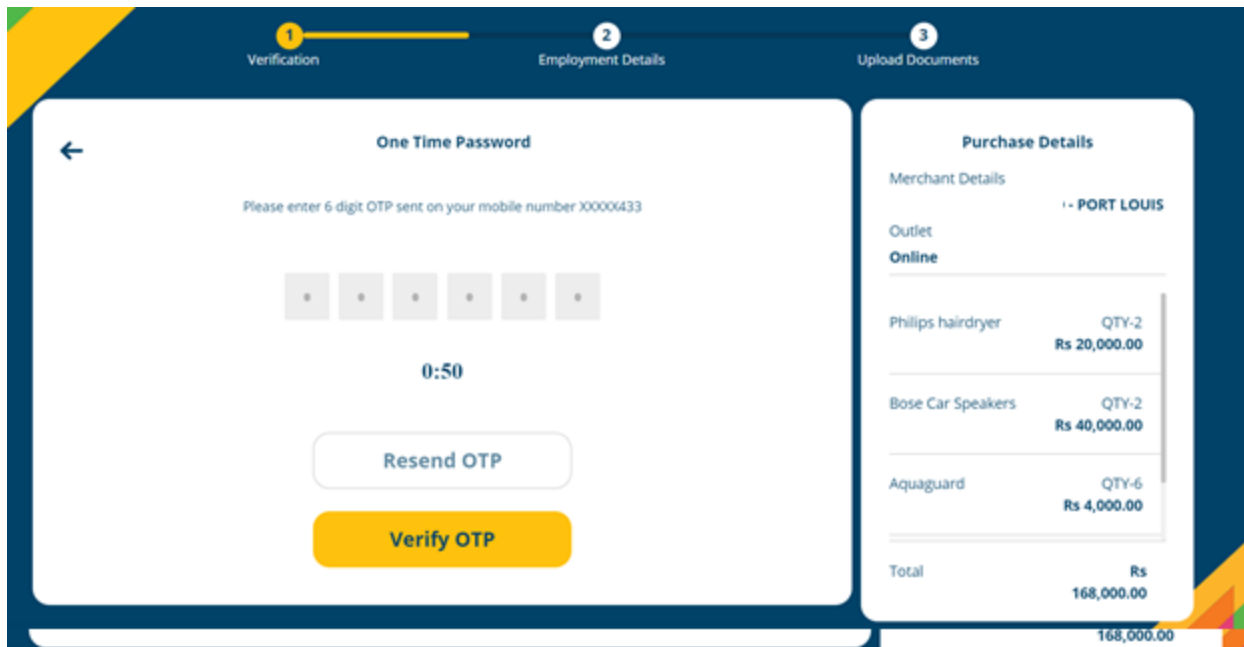 1
Verification
2
Employment Details
3
Upload Documents
One Time Password
Please enter 6 digit OTP sent on your mobile number XXXXX433
0:50
Resend OTP
Verify OTP
Purchase Details
Merchant Details
- PORT LOUIS
Outlet
Online
Philips hairdryer QTY-2
Rs 20,000.00
Bose Car Speakers QTY-2
Rs 40,000.00
Aquaguard QTY-6
Rs 4,000.00
Total Rs
168,000.00
168,000.00